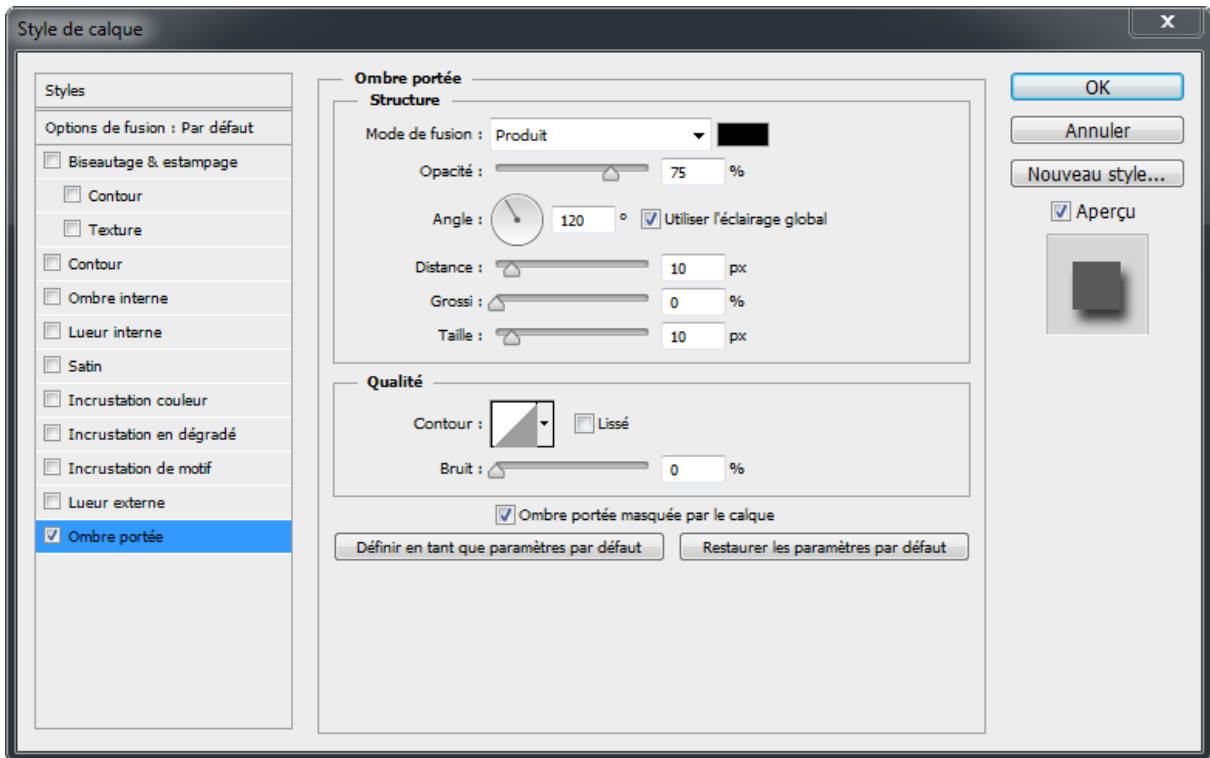 Style de calque
x
Styles
Options de fusion : Par défaut
Biseautage & estampage
Contour
Texture
Contour
Ombre interne
Lueur interne
Satin
Incrustation couleur
Incrustation en dégradé
Incrustation de motif
Lueur externe
Ombre portée
Ombre portée
Structure
Mode de fusion : Produit
Opacité : 75 %
Angle : 120 ° Utiliser l'éclairage global
Distance : 10 px
Grossi : 0 %
Taille : 10 px
Qualité
Contour : Lissé
Bruit : 0 %
Ombre portée masquée par le calque
Définir en tant que paramètres par défaut Restaurer les paramètres par défaut
OK
Annuler
Nouveau style...
Aperçu